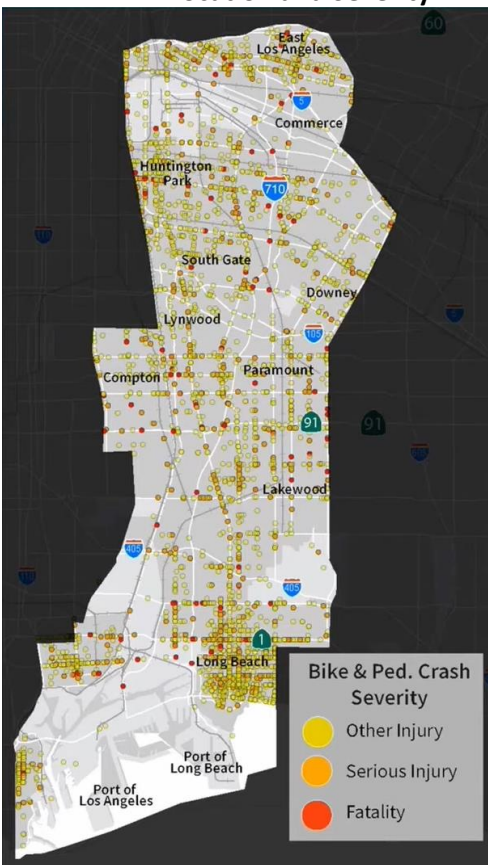 60
East
Los Angeles
5
Commerce
Huntington
Park
710
South Gate
Downey
Lynwood
105
Compton
Paramount
91
91
Lakewood
405
405
1
Long Beach
Bike & Ped. Crash
Severity
Other Injury
Serious Injury
Fatality
Port of
Long Beach
Port of
Los Angeles